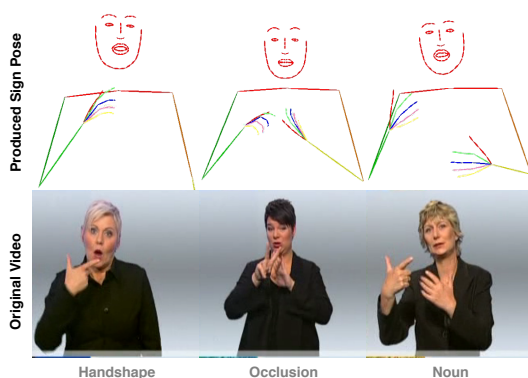 Produced Sign Pose
Original Video
Handshape
Occlusion
Noun